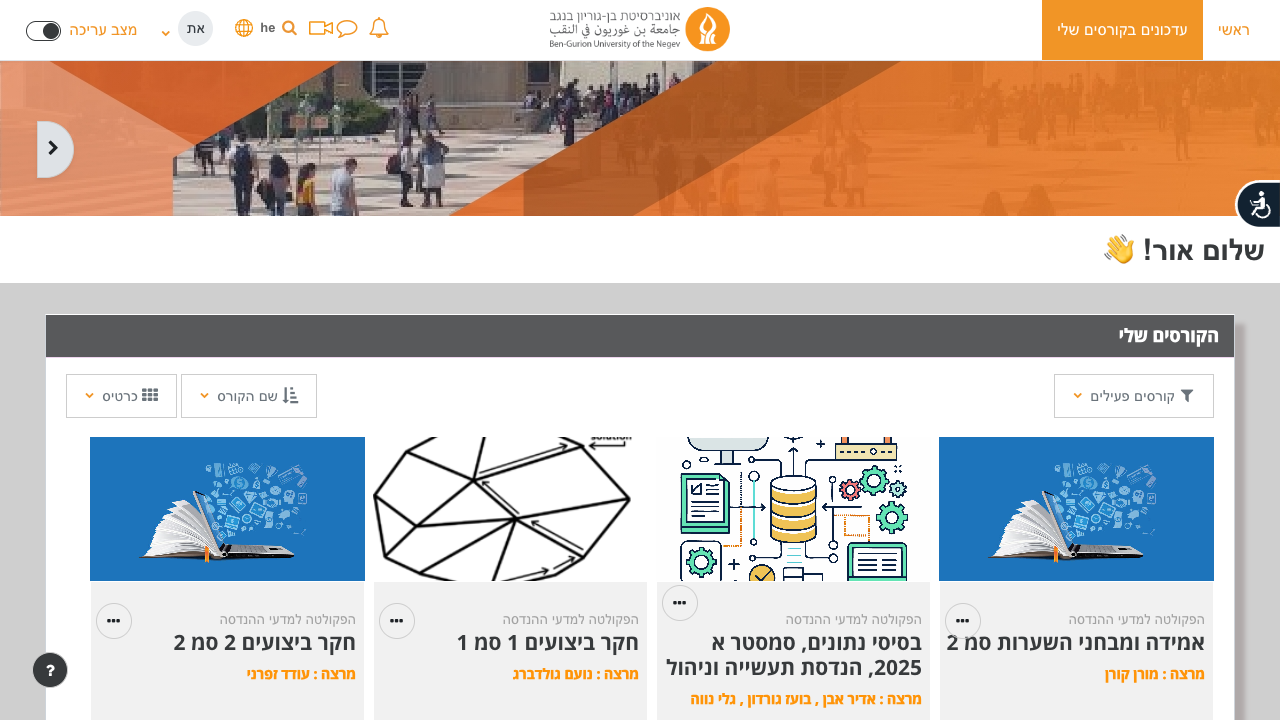 ראשי
עדכונים בקורסים שלי
אוניברסיטת בן-גוריון בנגב
جامعة بن غوريون في النقب
Ben-Gurion University of the Negev
he
את
מצב עריכה
שלום אור! 👋
הקורסים שלי
קורסים פעילים
שם הקורס
כרטיס
solution
הפקולטה למדעי ההנדסה
אמידה ומבחני השערות סמ 2
מרצה : מורן קורן
הפקולטה למדעי ההנדסה
בסיסי נתונים, סמסטר א
2025, הנדסת תעשייה וניהול
מרצה : אדיר אבן , בועז גורדון , גלי נווה
הפקולטה למדעי ההנדסה
חקר ביצועים 1 סמ 1
מרצה : נועם גולדברג
הפקולטה למדעי ההנדסה
חקר ביצועים 2 סמ 2
מרצה : עודד זפרני
?